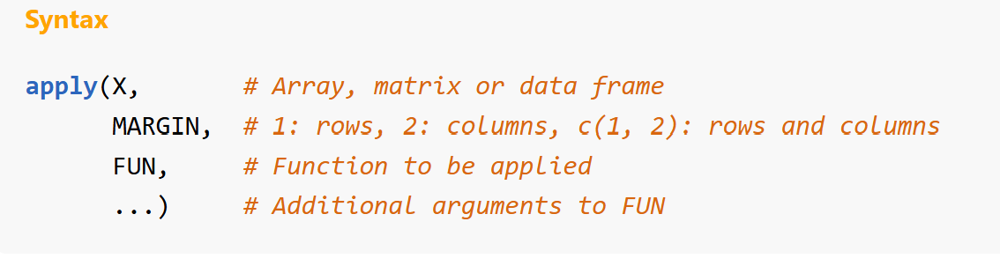 Syntax
apply(X,       # Array, matrix or data frame
      MARGIN,  # 1: rows, 2: columns, c(1, 2): rows and columns
      FUN,     # Function to be applied
      ...)     # Additional arguments to FUN